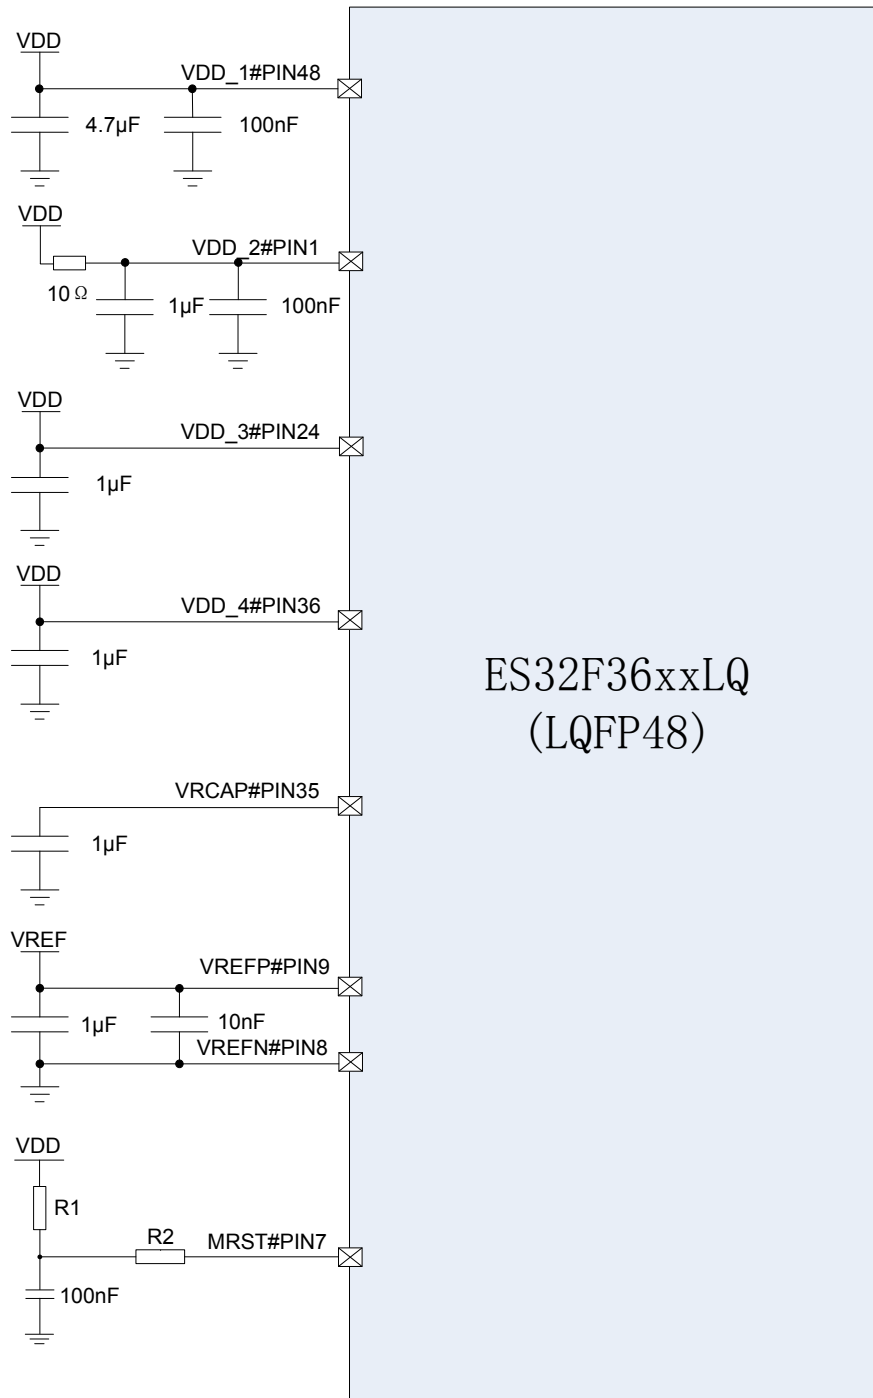 VDD
VDD_1#PIN48
4.7μF
100nF
VDD
VDD_2#PIN1
10Ω
1μF
100nF
VDD
VDD_3#PIN24
1μF
VDD
VDD_4#PIN36
1μF
ES32F36xxLQ
(LQFP48)
VRCAP#PIN35
1μF
VREF
VREFP#PIN9
1μF
10nF
VREFN#PIN8
VDD
R1
R2
MRST#PIN7
100nF